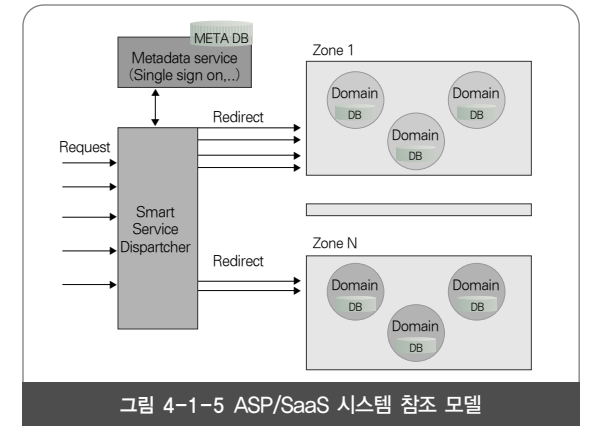 META DB
Metadata service
(Single sign on,..)
Zone 1
Domain
DB
Domain
DB
Domain
DB
Redirect
Request
Smart
Service
Dispartcher
Zone N
Redirect
Domain
DB
Domain
DB
Domain
DB
그림 4-1-5 ASP/SaaS 시스템 참조 모델